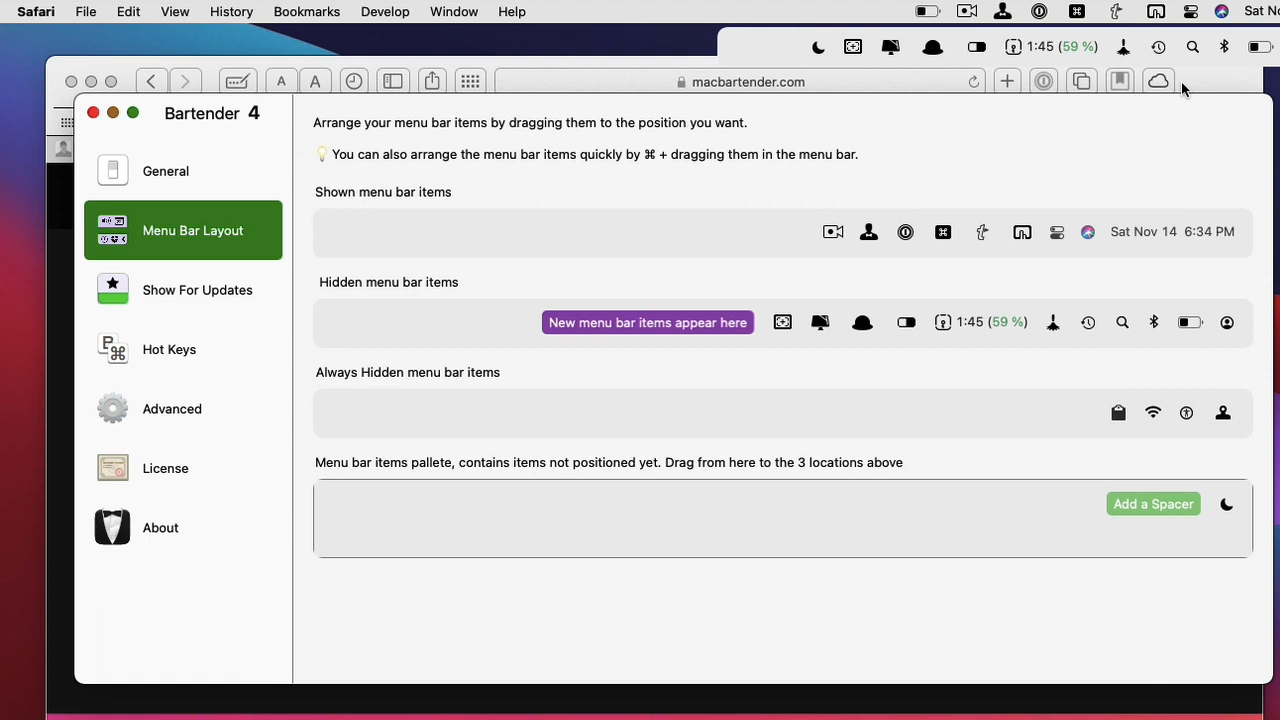 Safari File Edit View History Bookmarks Develop Window Help Sat No
1:45 (59 %)
A A macbartender.com
Bartender 4
General
Menu Bar Layout
Show For Updates
Hot Keys
Advanced
License
About
Arrange your menu bar items by dragging them to the position you want.
You can also arrange the menu bar items quickly by ⌘ + dragging them in the menu bar.
Shown menu bar items
Sat Nov 14 6:34 PM
Hidden menu bar items
New menu bar items appear here 1:45 (59 %)
Always Hidden menu bar items
Menu bar items pallete, contains items not positioned yet. Drag from here to the 3 locations above
Add a Spacer